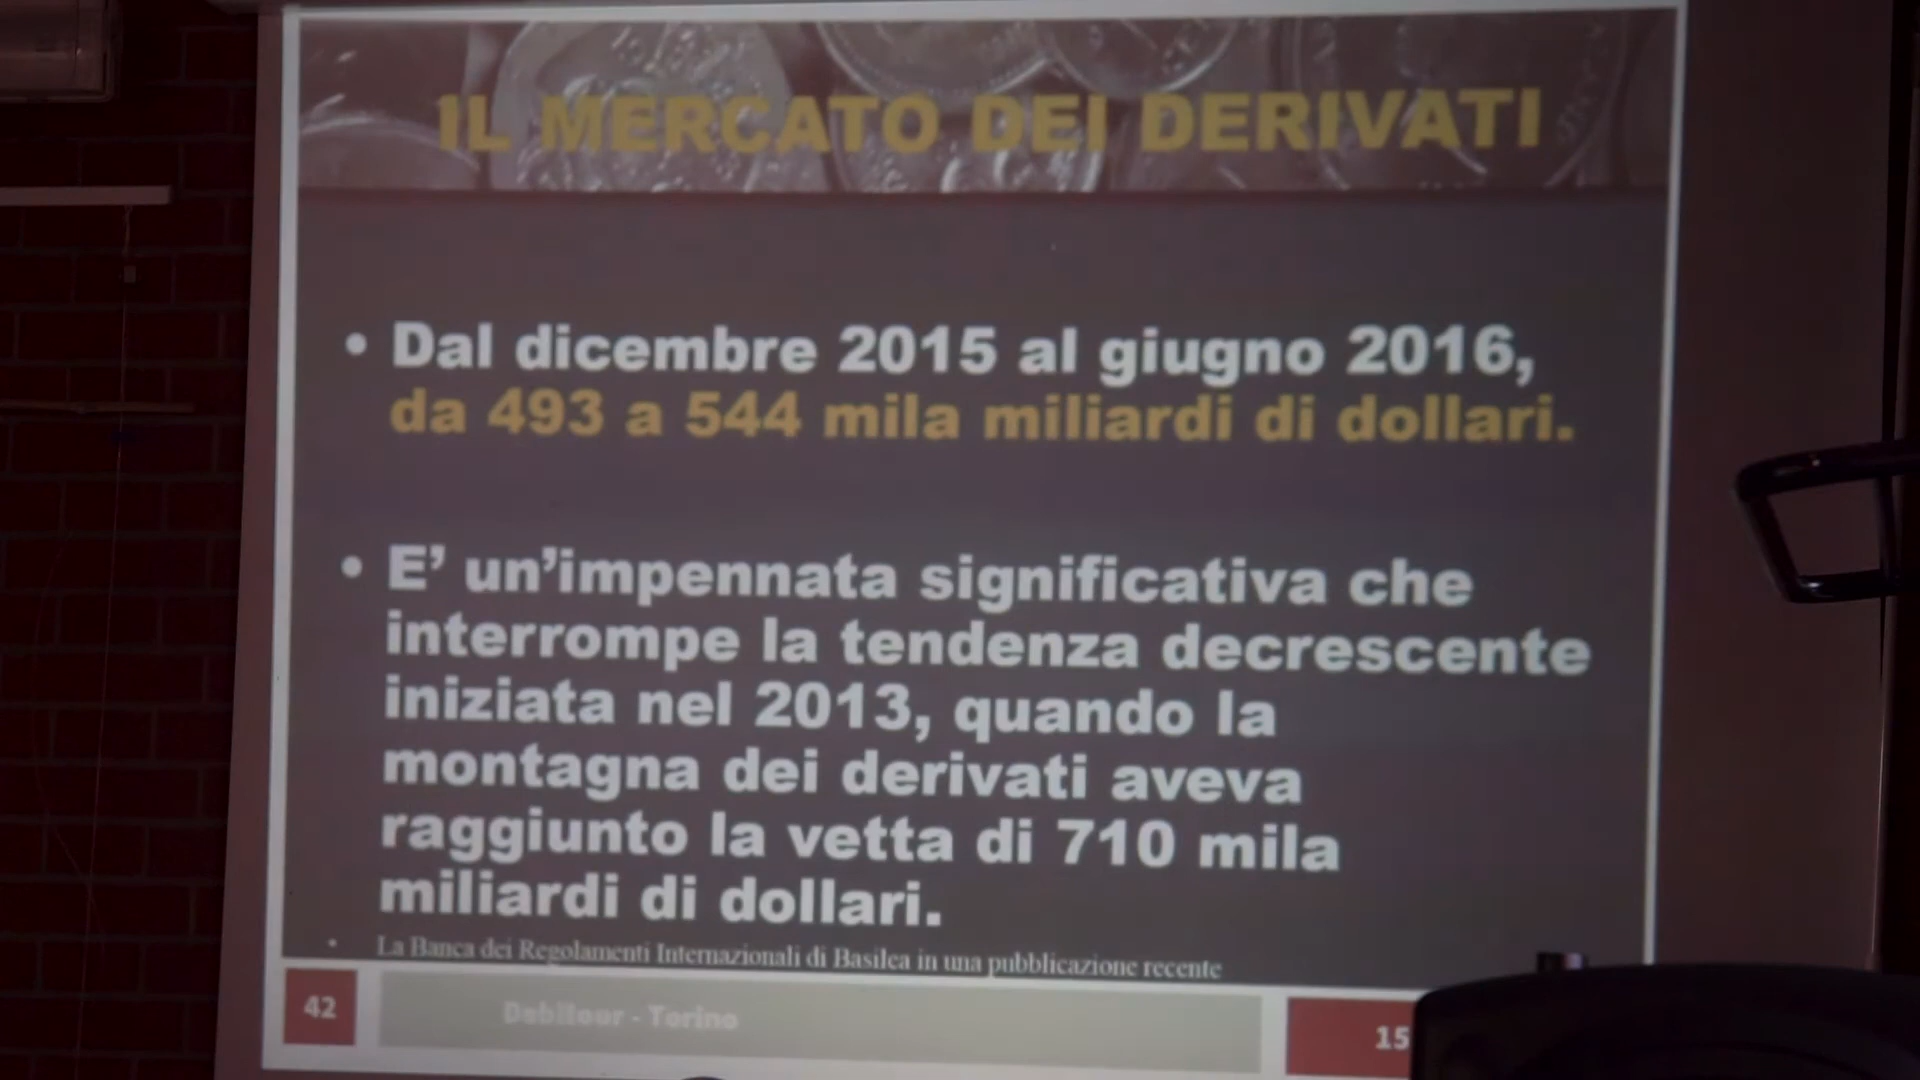 IL MERCATO DEI DERIVATI
• Dal dicembre 2015 al giugno 2016,
da 493 a 544 mila miliardi di dollari.
• E’ un’impennata significativa che
interrompe la tendenza decrescente
iniziata nel 2013, quando la
montagna dei derivati aveva
raggiunto la vetta di 710 mila
miliardi di dollari.
• La Banca dei Regolamenti Internazionali di Basilea in una pubblicazione recente
42
Debitour - Torino
15